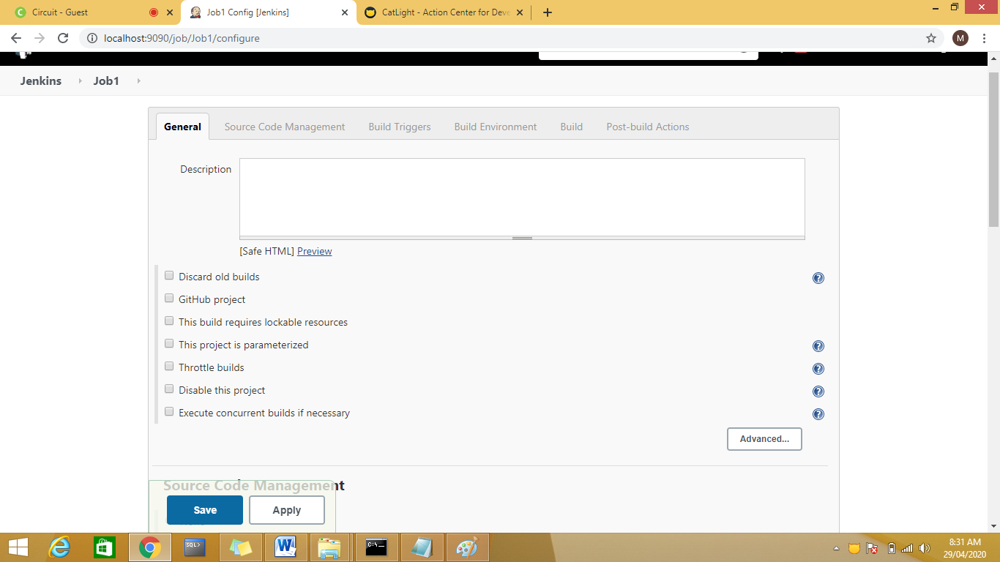 Circuit - Guest
Job1 Config [Jenkins]
CatLight - Action Center for Deve
localhost:9090/job/Job1/configure
M
Jenkins
Job1
General
Source Code Management
Build Triggers
Build Environment
Build
Post-build Actions
Description
[Safe HTML] Preview
Discard old builds
GitHub project
This build requires lockable resources
This project is parameterized
Throttle builds
Disable this project
Execute concurrent builds if necessary
Advanced...
Source Code Management
Save
Apply
SQL>
C:\_
8:31 AM
29/04/2020